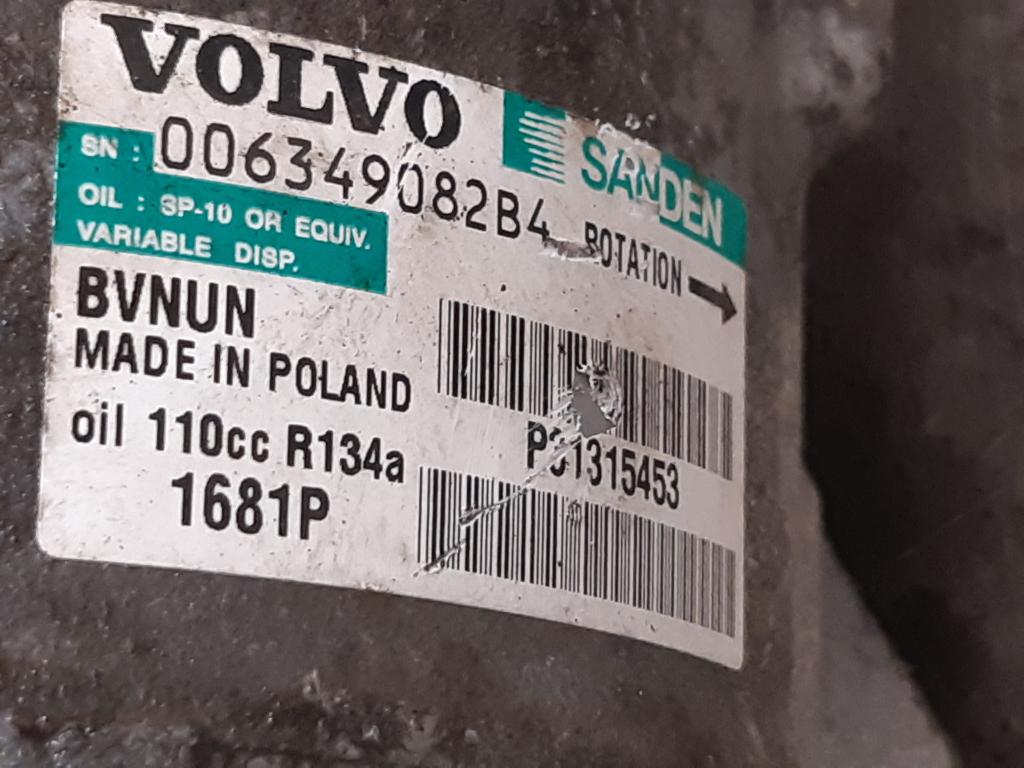 VOLVO
SANDEN
SN : 006349082B4
ROTATION
OIL : SP-10 OR EQUIV.
VARIABLE DISP.
BVNUN
MADE IN POLAND
oil 110cc R134a
P31315453
1681P